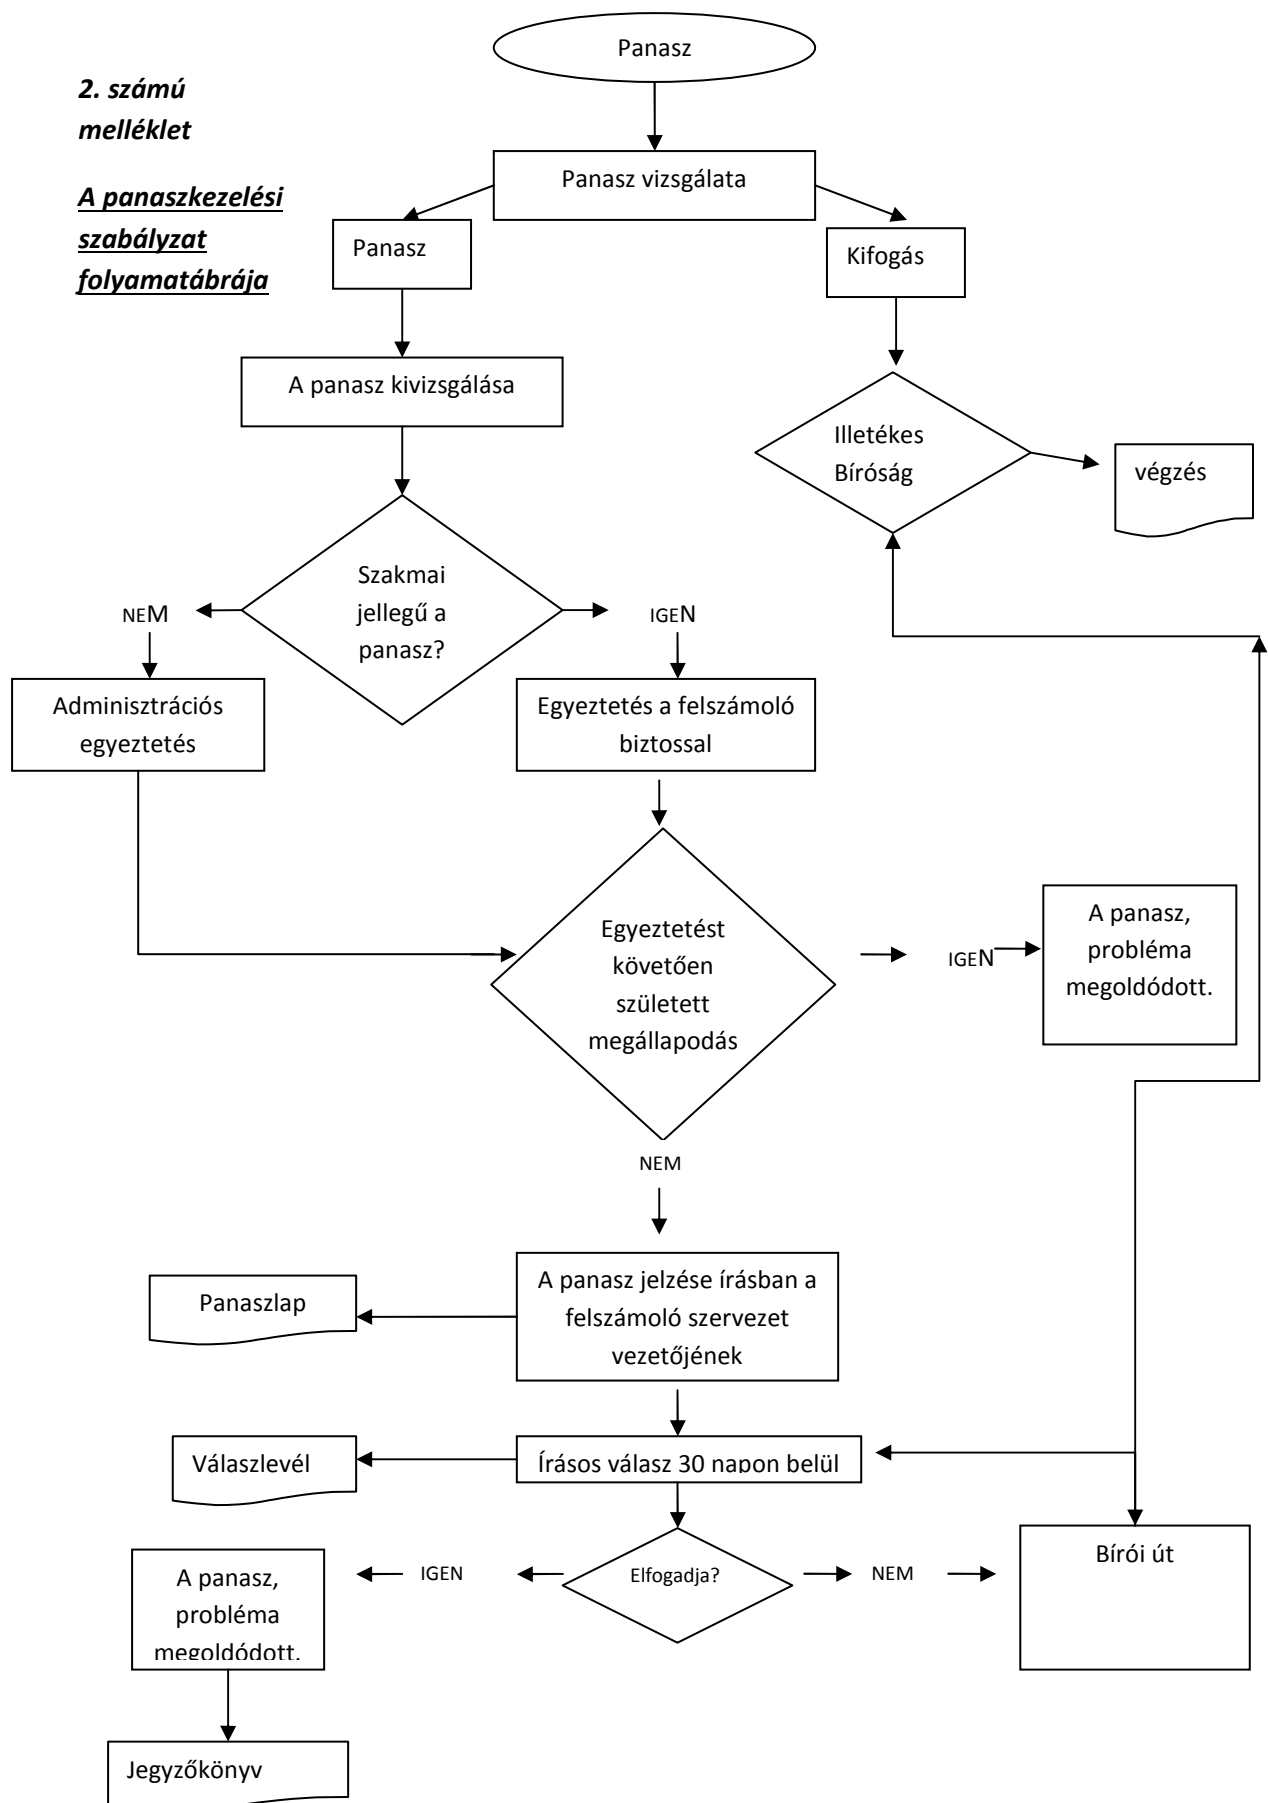 Panasz
2. számú
melléklet
A panaszkezelési
szabályzat
folyamatábrája
Panasz vizsgálata
Panasz
Kifogás
A panasz kivizsgálása
Illetékes
Bíróság
végzés
Szakmai
jellegű a
panasz?
NEM
IGEN
Adminisztrációs
egyeztetés
Egyeztetés a felszámoló
biztossal
Egyeztetést
követően
született
megállapodás
IGEN
A panasz,
probléma
megoldódott.
NEM
A panasz jelzése írásban a
felszámoló szervezet
vezetőjének
Panaszlap
Írásos válasz 30 napon belül
Válaszlevél
Elfogadja?
IGEN
NEM
Bírói út
A panasz,
probléma
megoldódott.
Jegyzőkönyv